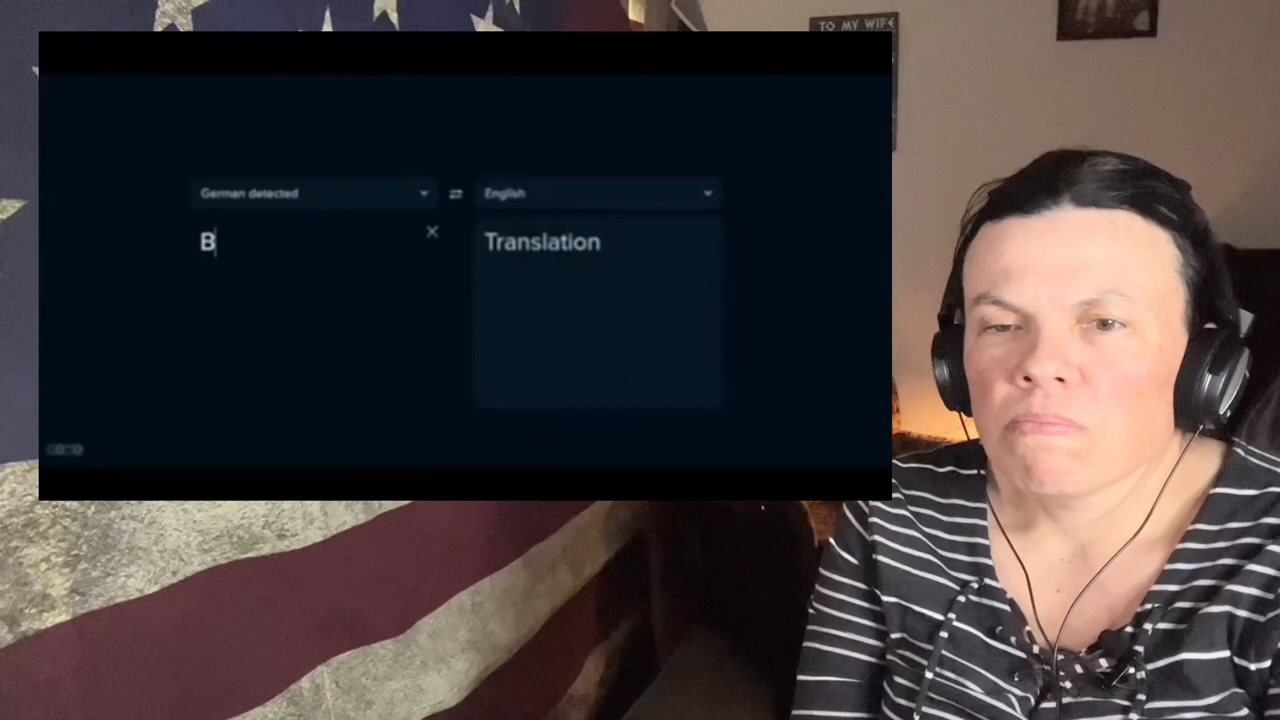 TO MY WIFE
German detected
English
B
Translation